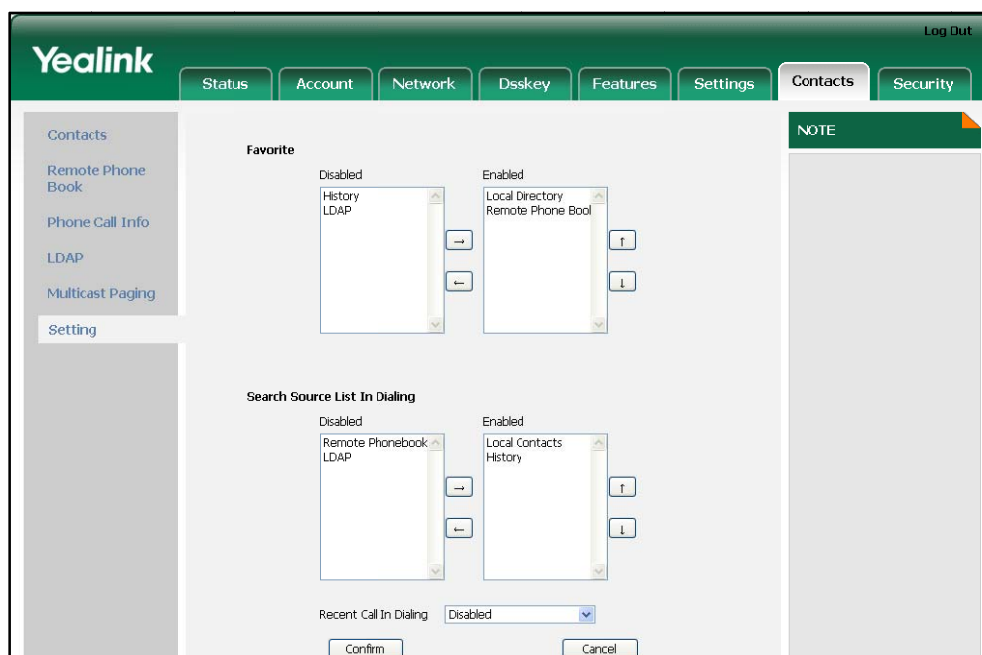 Log Out
Yealink
Status Account Network Dsskey Features Settings Contacts Security
Contacts
Remote Phone
Book
Phone Call Info
LDAP
Multicast Paging
Setting
Favorite
Disabled Enabled
History Local Directory
LDAP Remote Phone Bool
→ ↑
← ↓
Search Source List In Dialing
Disabled Enabled
Remote Phonebook Local Contacts
LDAP History
→ ↑
← ↓
Recent Call In Dialing Disabled
Confirm Cancel
NOTE